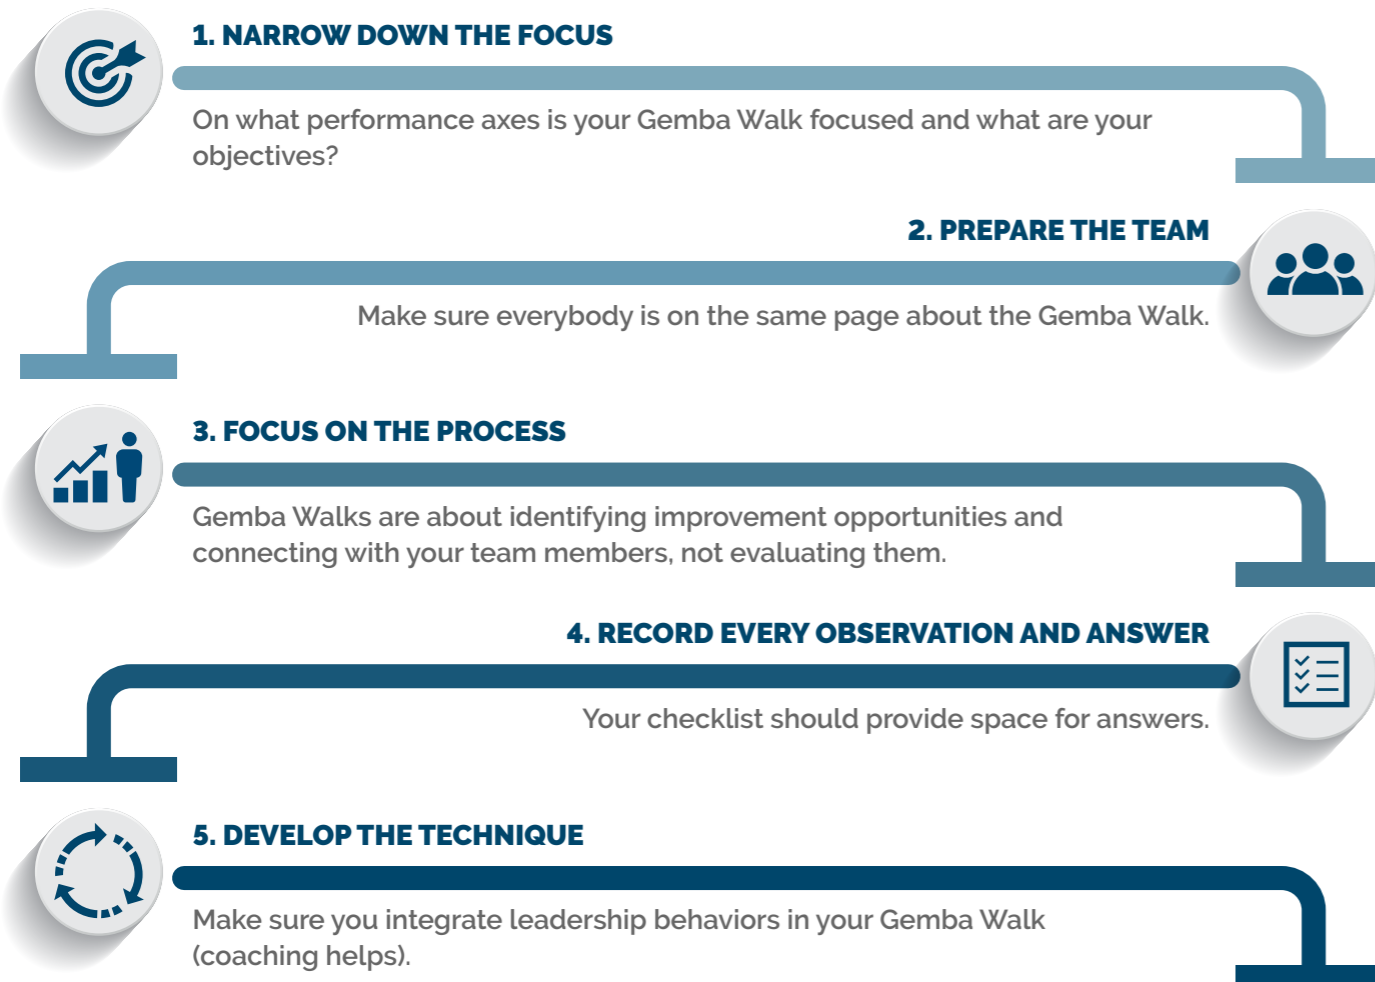 1. NARROW DOWN THE FOCUS
On what performance axes is your Gemba Walk focused and what are your
objectives?
2. PREPARE THE TEAM
Make sure everybody is on the same page about the Gemba Walk.
3. FOCUS ON THE PROCESS
Gemba Walks are about identifying improvement opportunities and
connecting with your team members, not evaluating them.
4. RECORD EVERY OBSERVATION AND ANSWER
Your checklist should provide space for answers.
5. DEVELOP THE TECHNIQUE
Make sure you integrate leadership behaviors in your Gemba Walk
(coaching helps).